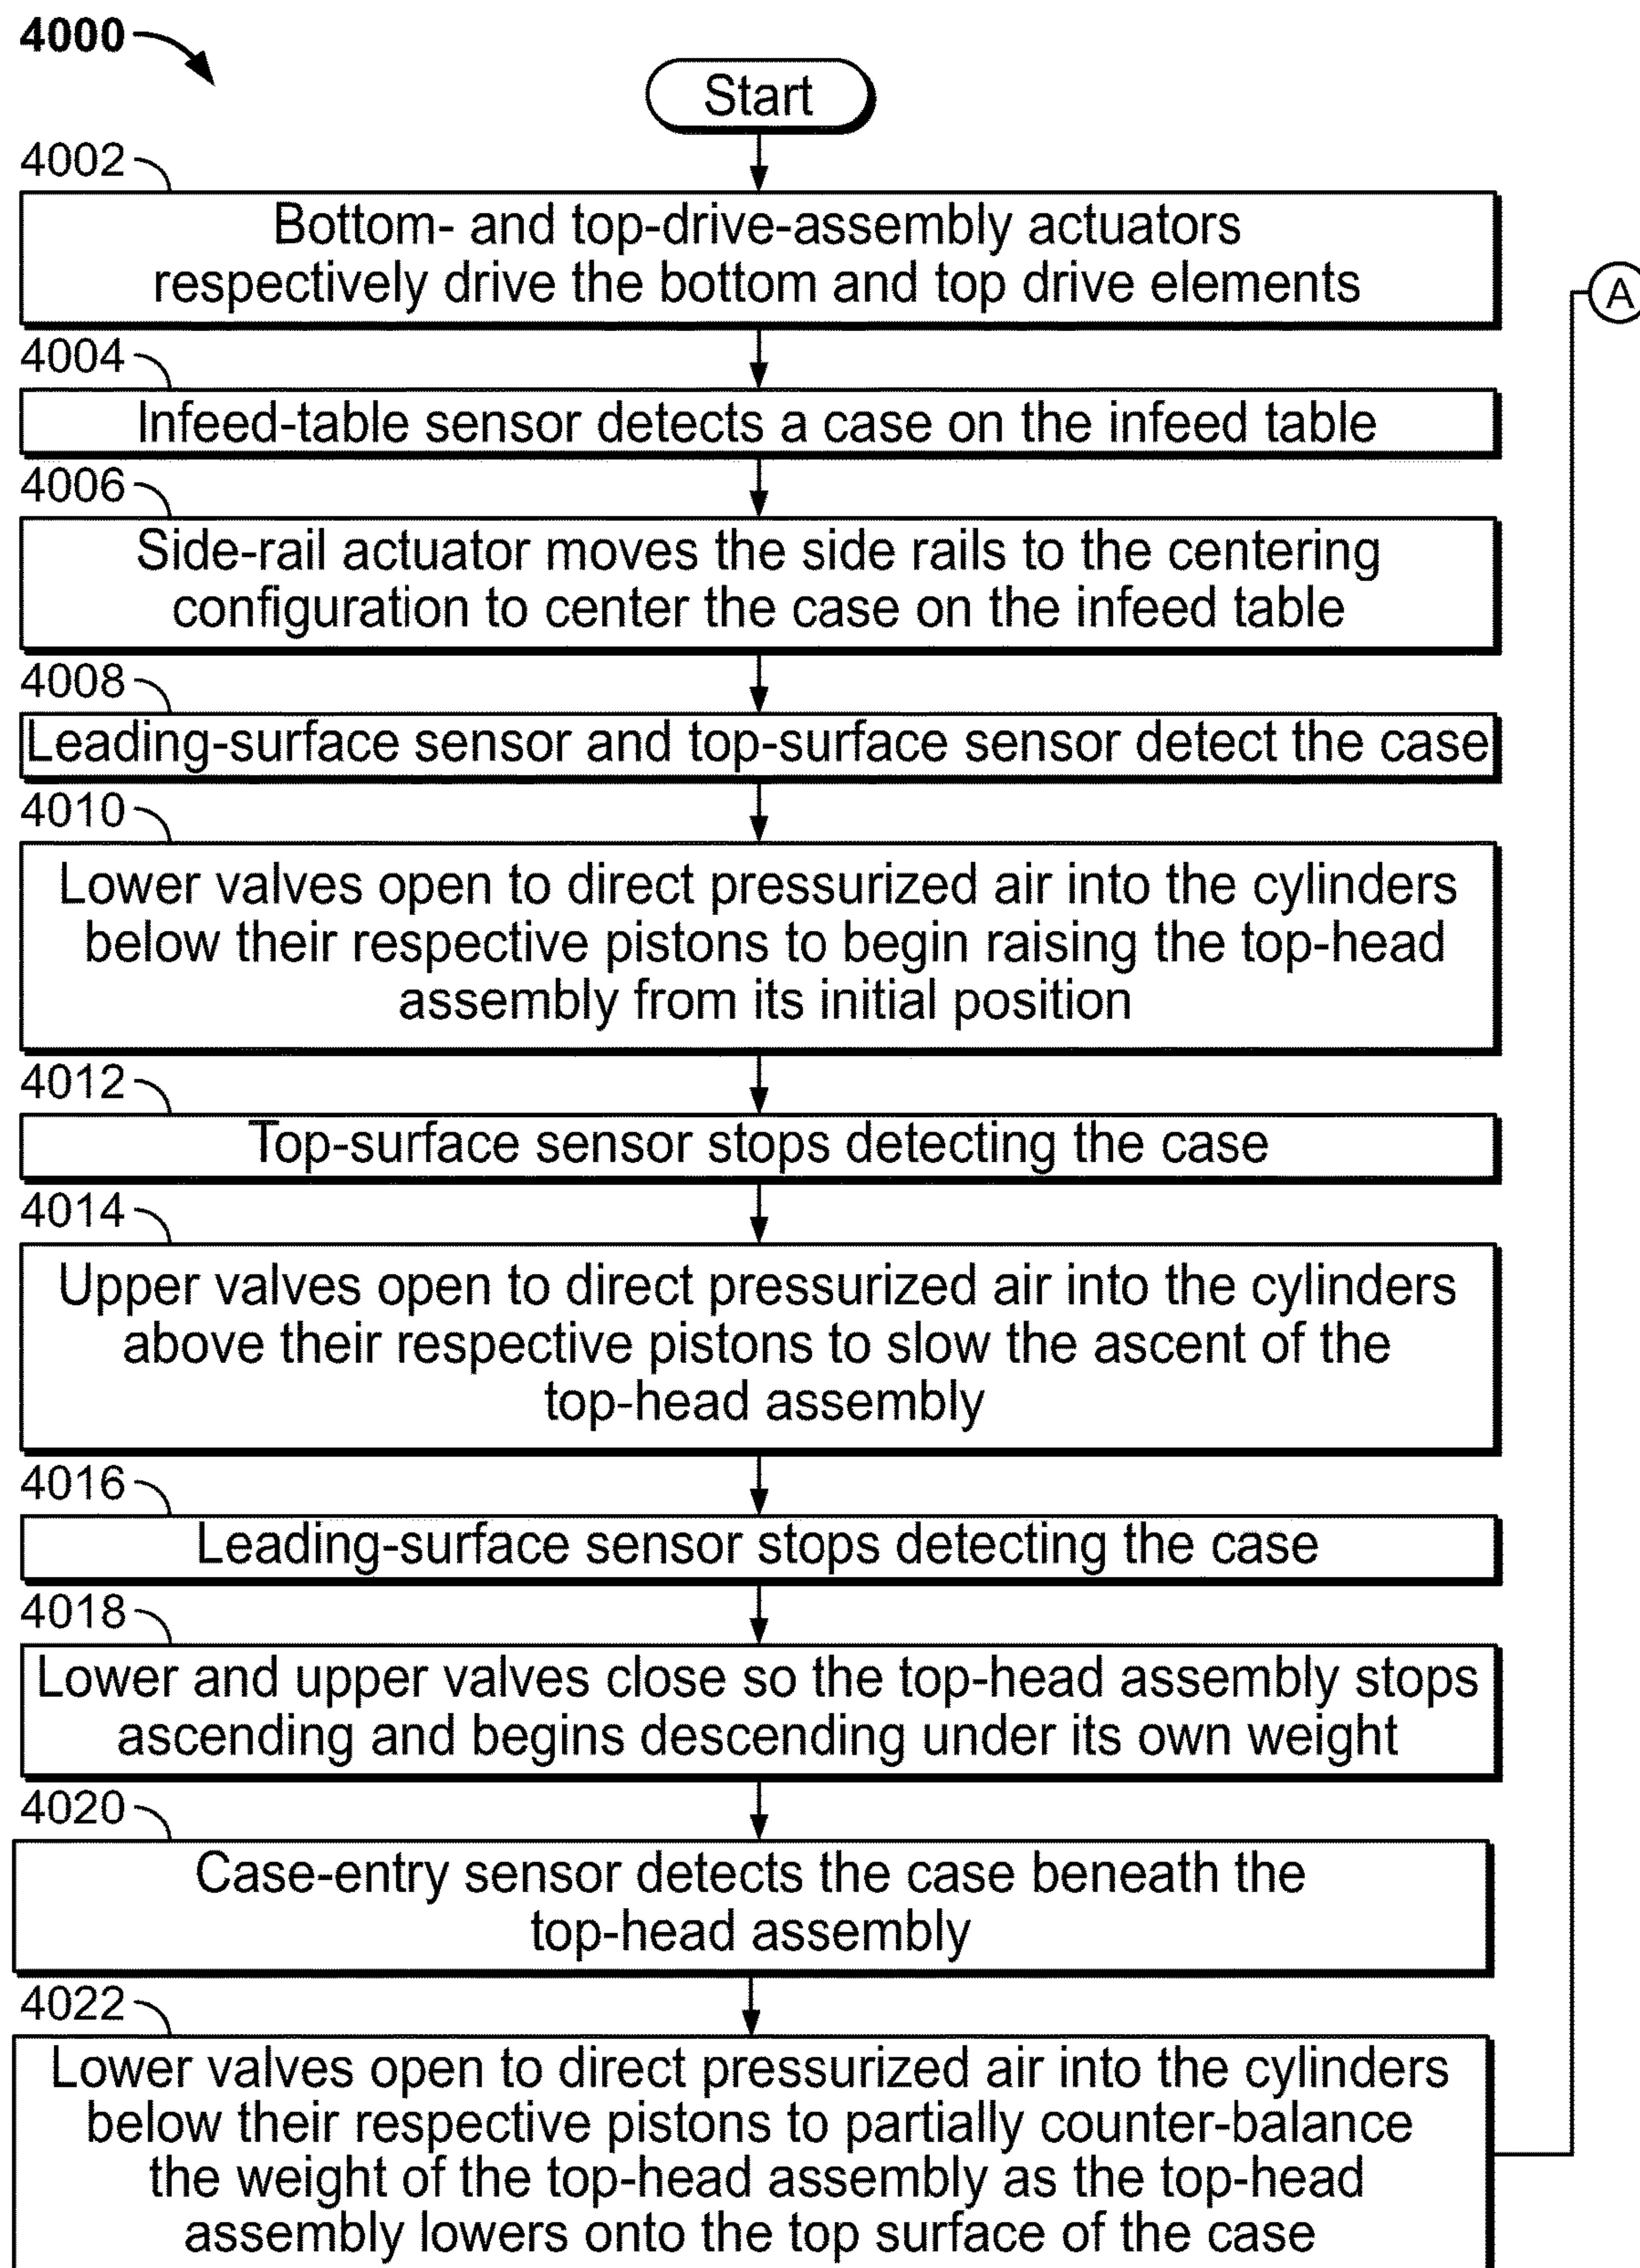 4000
Start
4002
Bottom- and top-drive-assembly actuators
respectively drive the bottom and top drive elements
A
4004
Infeed-table sensor detects a case on the infeed table
4006
Side-rail actuator moves the side rails to the centering
configuration to center the case on the infeed table
4008
Leading-surface sensor and top-surface sensor detect the case
4010
Lower valves open to direct pressurized air into the cylinders
below their respective pistons to begin raising the top-head
assembly from its initial position
4012
Top-surface sensor stops detecting the case
4014
Upper valves open to direct pressurized air into the cylinders
above their respective pistons to slow the ascent of the
top-head assembly
4016
Leading-surface sensor stops detecting the case
4018
Lower and upper valves close so the top-head assembly stops
ascending and begins descending under its own weight
4020
Case-entry sensor detects the case beneath the
top-head assembly
4022
Lower valves open to direct pressurized air into the cylinders
below their respective pistons to partially counter-balance
the weight of the top-head assembly as the top-head
assembly lowers onto the top surface of the case